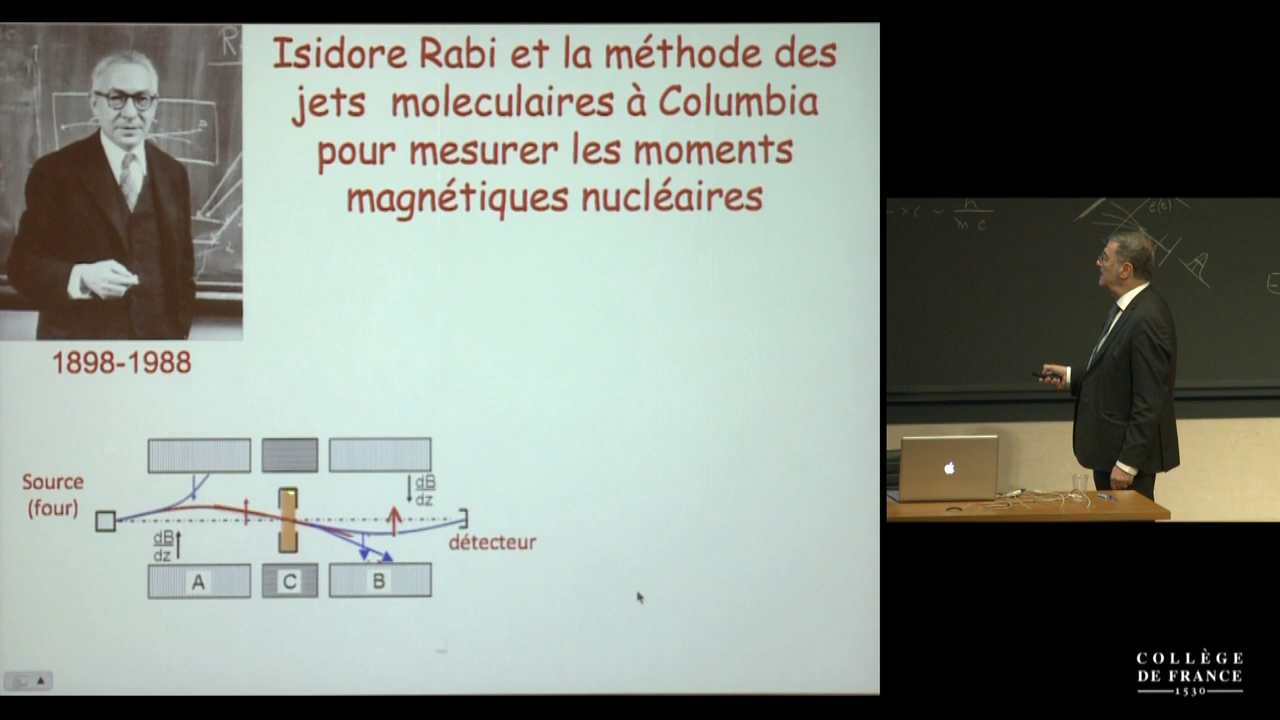 Isidore Rabi et la méthode des
jets moleculaires à Columbia
pour mesurer les moments
magnétiques nucléaires
1898-1988
Source
(four)
dB
dz
dB
dz
détecteur
A
C
B
E(t)
m c
COLLÈGE
DE FRANCE
1530